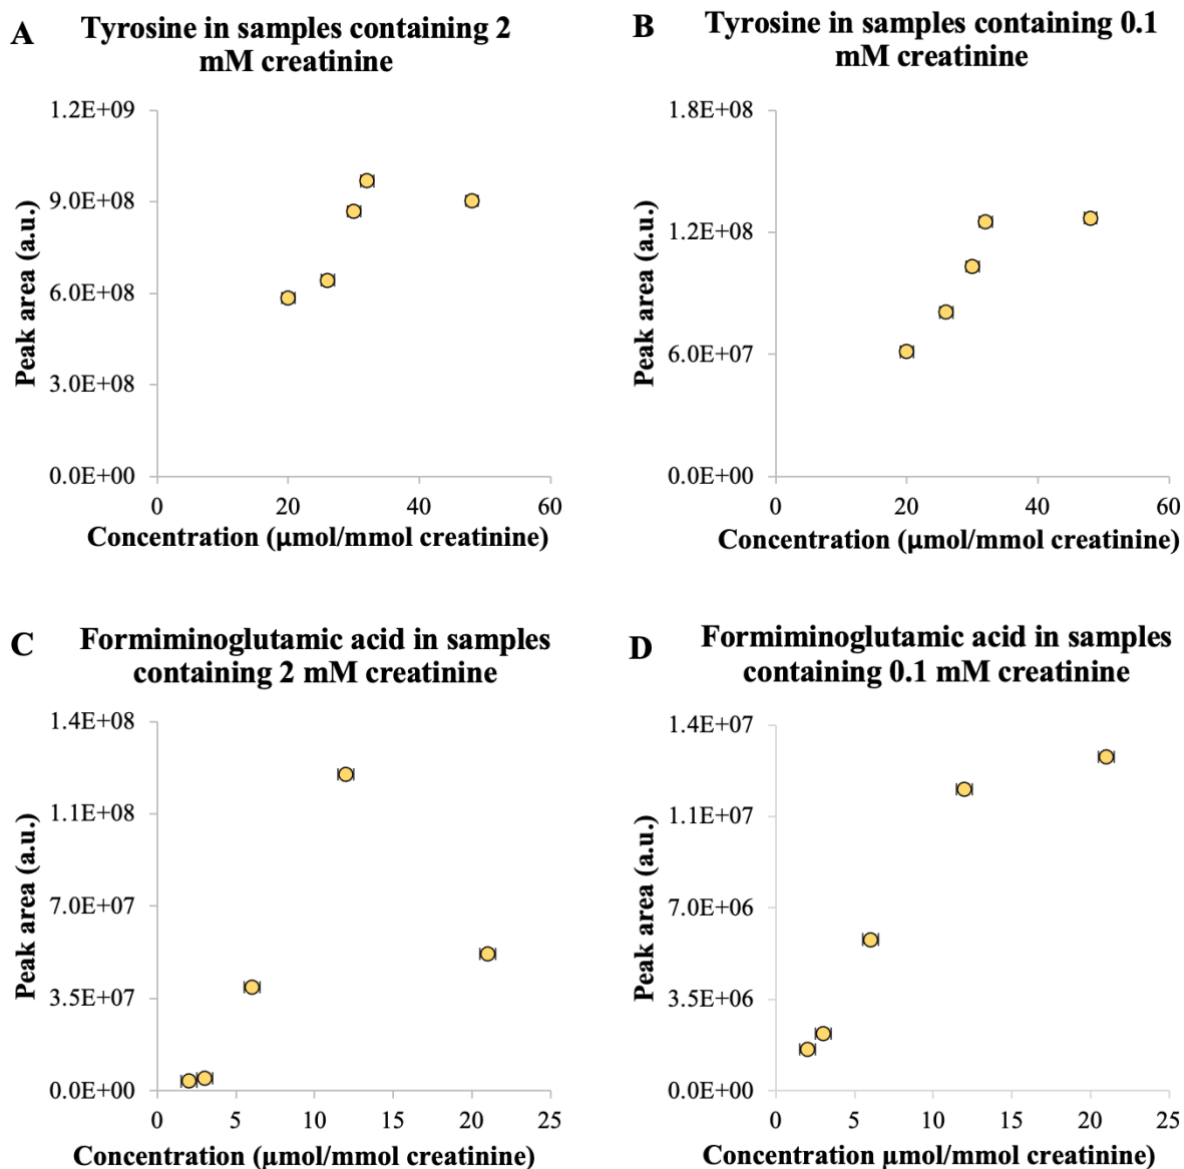 A
Tyrosine in samples containing 2
mM creatinine
1.2E+09
9.0E+08
6.0E+08
3.0E+08
0.0E+00
0
20
40
60
Peak area (a.u.)
Concentration (µmol/mmol creatinine)
B
Tyrosine in samples containing 0.1
mM creatinine
1.8E+08
1.2E+08
6.0E+07
0.0E+00
0
20
40
60
Peak area (a.u.)
Concentration (µmol/mmol creatinine)
C
Formiminoglutamic acid in samples
containing 2 mM creatinine
1.4E+08
1.1E+08
7.0E+07
3.5E+07
0.0E+00
0
5
10
15
20
25
Peak area (a.u.)
Concentration (µmol/mmol creatinine)
D
Formiminoglutamic acid in samples
containing 0.1 mM creatinine
1.4E+07
1.1E+07
7.0E+06
3.5E+06
0.0E+00
0
5
10
15
20
25
Peak area (a.u.)
Concentration µmol/mmol creatinine)